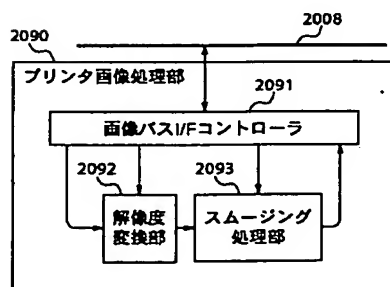 2090
2008
プリンタ画像処理部
2091
画像バスI/Fコントローラ
2092
2093
解像度
変換部
スムージング
処理部